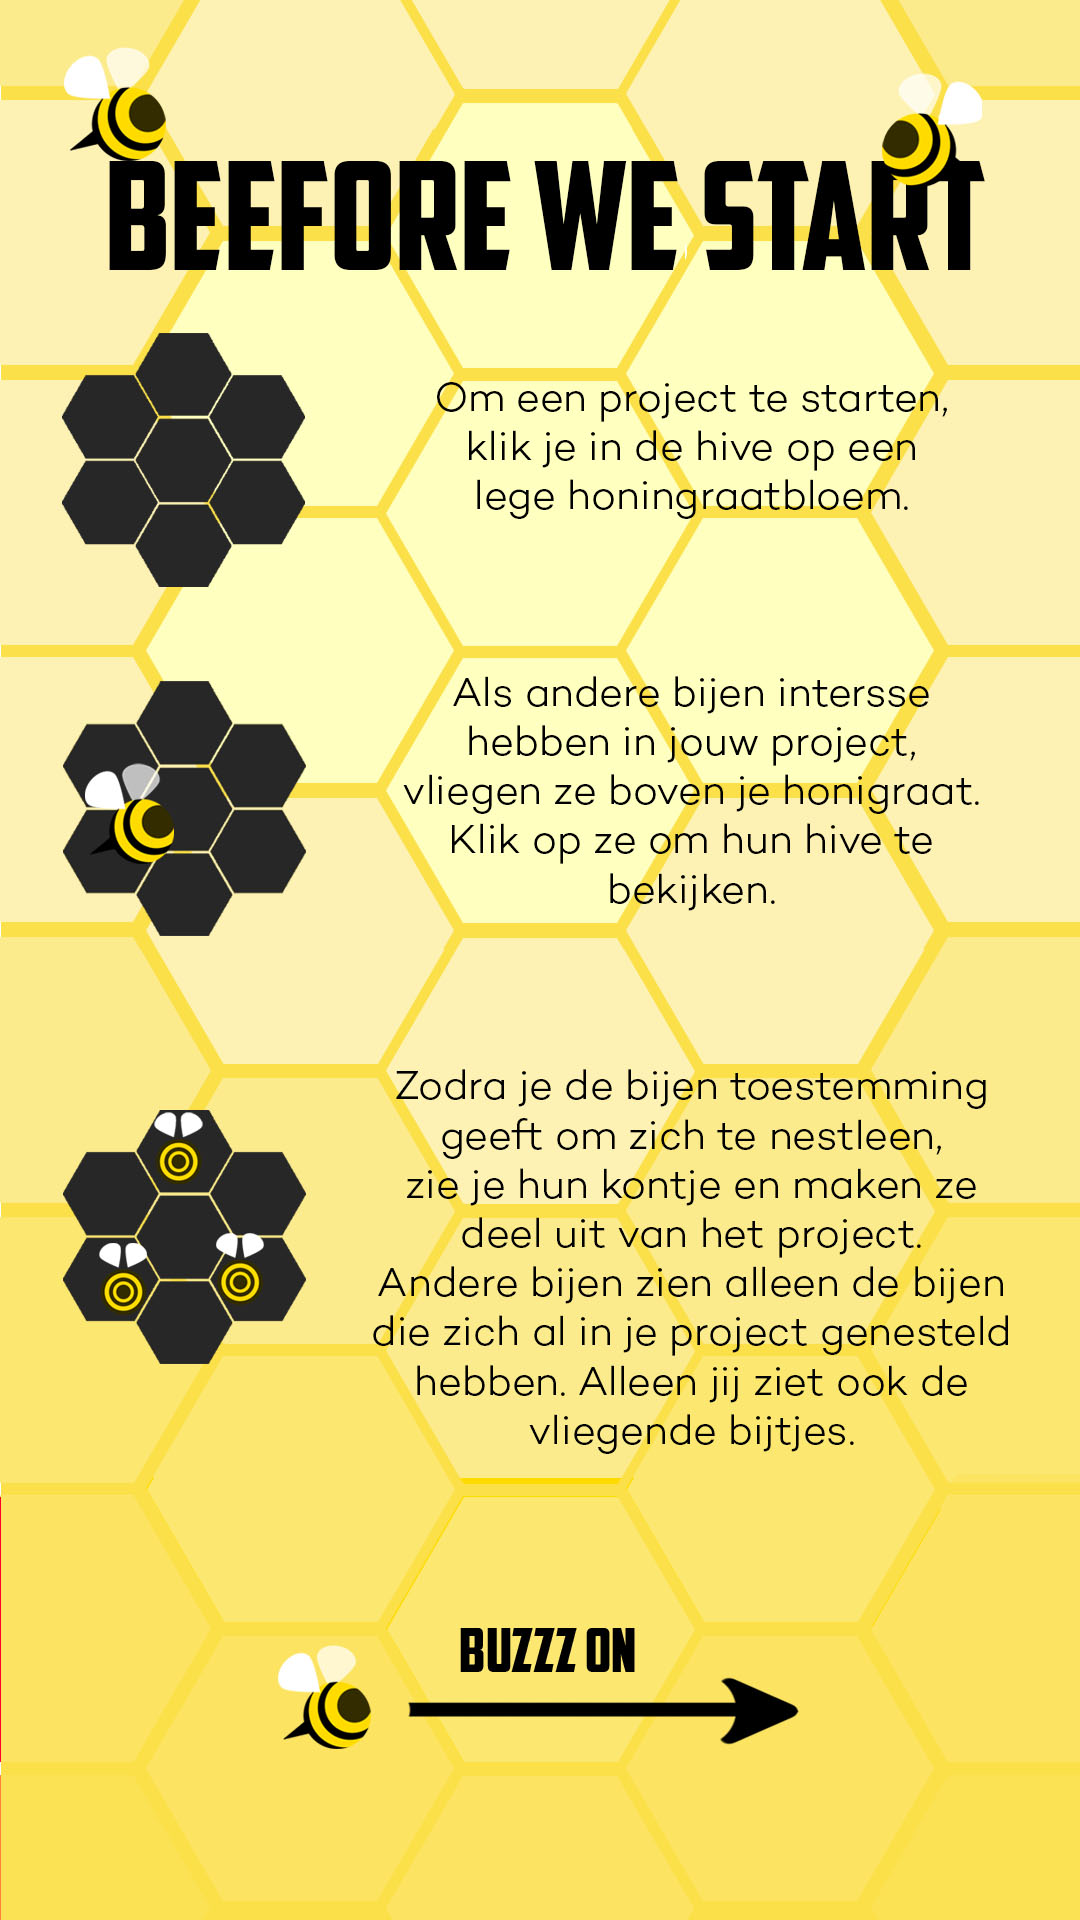 BEEFORE WE START
Om een project te starten,
klik je in de hive op een
lege honingraatbloem.
Als andere bijen intersse
hebben in jouw project,
vliegen ze boven je honigraat.
Klik op ze om hun hive te
bekijken.
Zodra je de bijen toestemming
geeft om zich te nestleen,
zie je hun kontje en maken ze
deel uit van het project.
Andere bijen zien alleen de bijen
die zich al in je project genesteld
hebben. Alleen jij ziet ook de
vliegende bijtjes.
BUZZZ ON